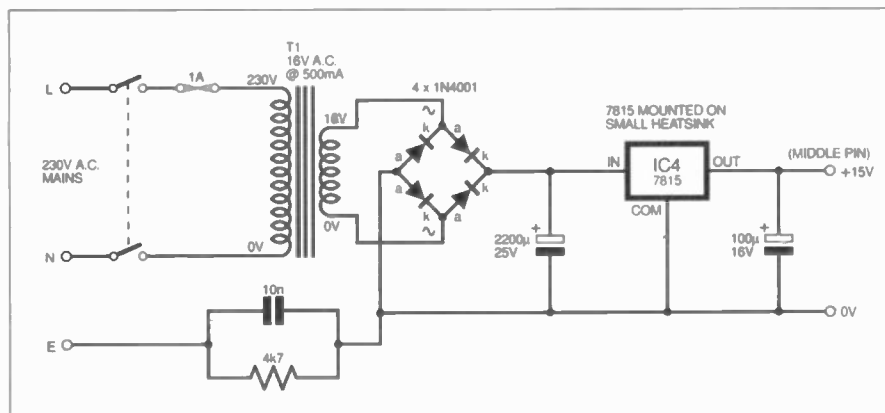 T1
16V A.C.
@ 500mA
4 x 1N4001
1A
L
230V
16V
~
a
k
a
k
7815 MOUNTED ON
SMALL HEATSINK
230V A.C.
MAINS
IN
IC4
7815
OUT
(MIDDLE PIN)
+15V
COM
a
k
a
k
~
N
0V
0V
+
2200µ
25V
+
100µ
16V
10n
0V
E
4k7